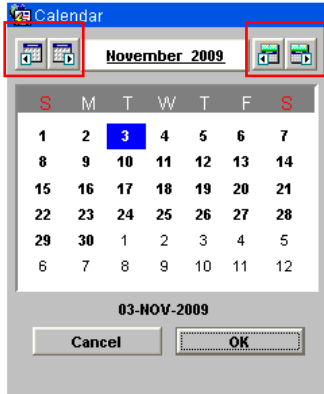 Calendar
November 2009
S M T W T F S
1 2 3 4 5 6 7
8 9 10 11 12 13 14
15 16 17 18 19 20 21
22 23 24 25 26 27 28
29 30 1 2 3 4 5
6 7 8 9 10 11 12
03-NOV-2009
Cancel OK